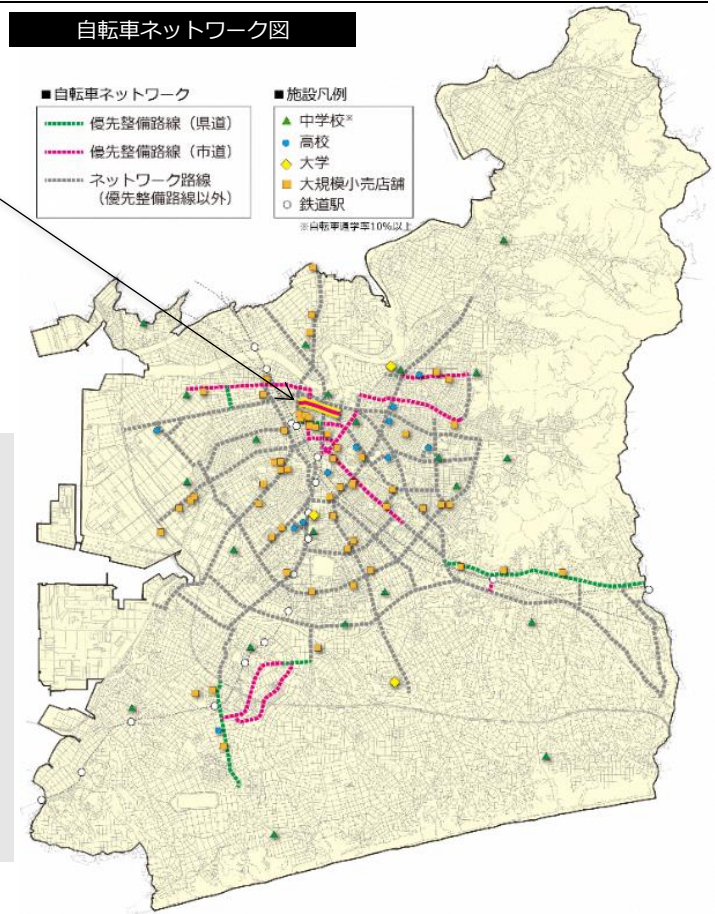 自転車ネットワーク図
■自転車ネットワーク
優先整備路線（県道）
優先整備路線（市道）
ネットワーク路線
（優先整備路線以外）
■施設凡例
中学校※
高校
大学
大規模小売店舗
鉄道駅
※自転車通学率10%以上